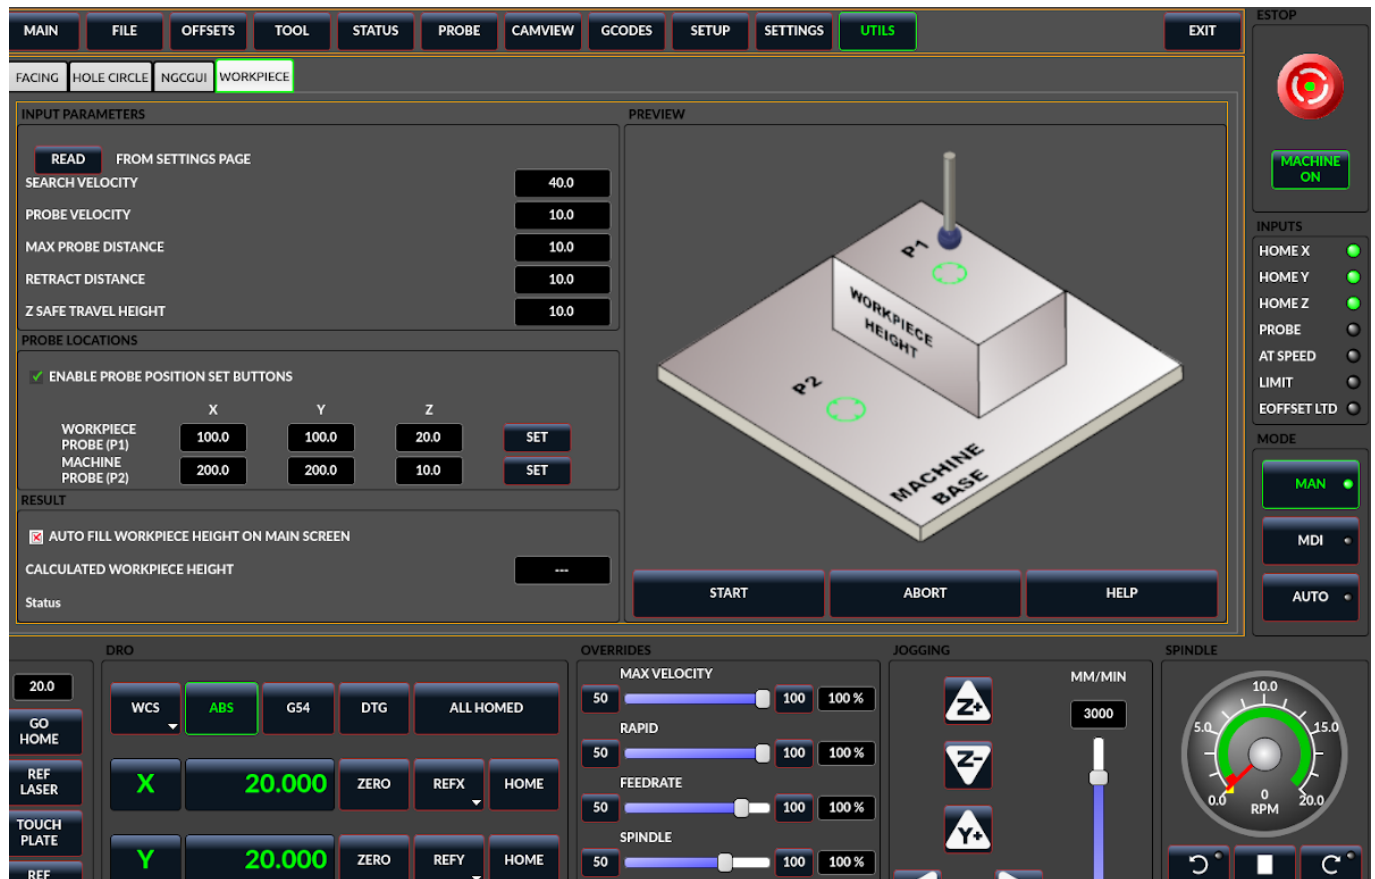 MAIN FILE OFFSETS TOOL STATUS PROBE CAMVIEW GCODES SETUP SETTINGS UTILS EXIT
FACING HOLE CIRCLE NGCGUI WORKPIECE
INPUT PARAMETERS
READ FROM SETTINGS PAGE
SEARCH VELOCITY 40.0
PROBE VELOCITY 10.0
MAX PROBE DISTANCE 10.0
RETRACT DISTANCE 10.0
Z SAFE TRAVEL HEIGHT 10.0
PROBE LOCATIONS
ENABLE PROBE POSITION SET BUTTONS
X Y Z
WORKPIECE
PROBE (P1) 100.0 100.0 20.0 SET
MACHINE
PROBE (P2) 200.0 200.0 10.0 SET
RESULT
AUTO FILL WORKPIECE HEIGHT ON MAIN SCREEN
CALCULATED WORKPIECE HEIGHT ---
Status
PREVIEW
P1
WORKPIECE
HEIGHT
P2
MACHINE
BASE
START ABORT HELP
ESTOP
MACHINE
ON
INPUTS
HOME X
HOME Y
HOME Z
PROBE
AT SPEED
LIMIT
EOFFSET LTD
MODE
MAN
MDI
AUTO
20.0
GO
HOME
REF
LASER
TOUCH
PLATE
REF
DRO
WCS ABS G54 DTG ALL HOMED
X 20.000 ZERO REFX HOME
Y 20.000 ZERO REFY HOME
OVERRIDES
MAX VELOCITY
50 100 100 %
RAPID
50 100 100 %
FEEDRATE
50 100 100 %
SPINDLE
50 100 100 %
JOGGING
Z+
Z-
Y+
MM/MIN
3000
SPINDLE
10.0
5.0 15.0
0.0 0 20.0
RPM